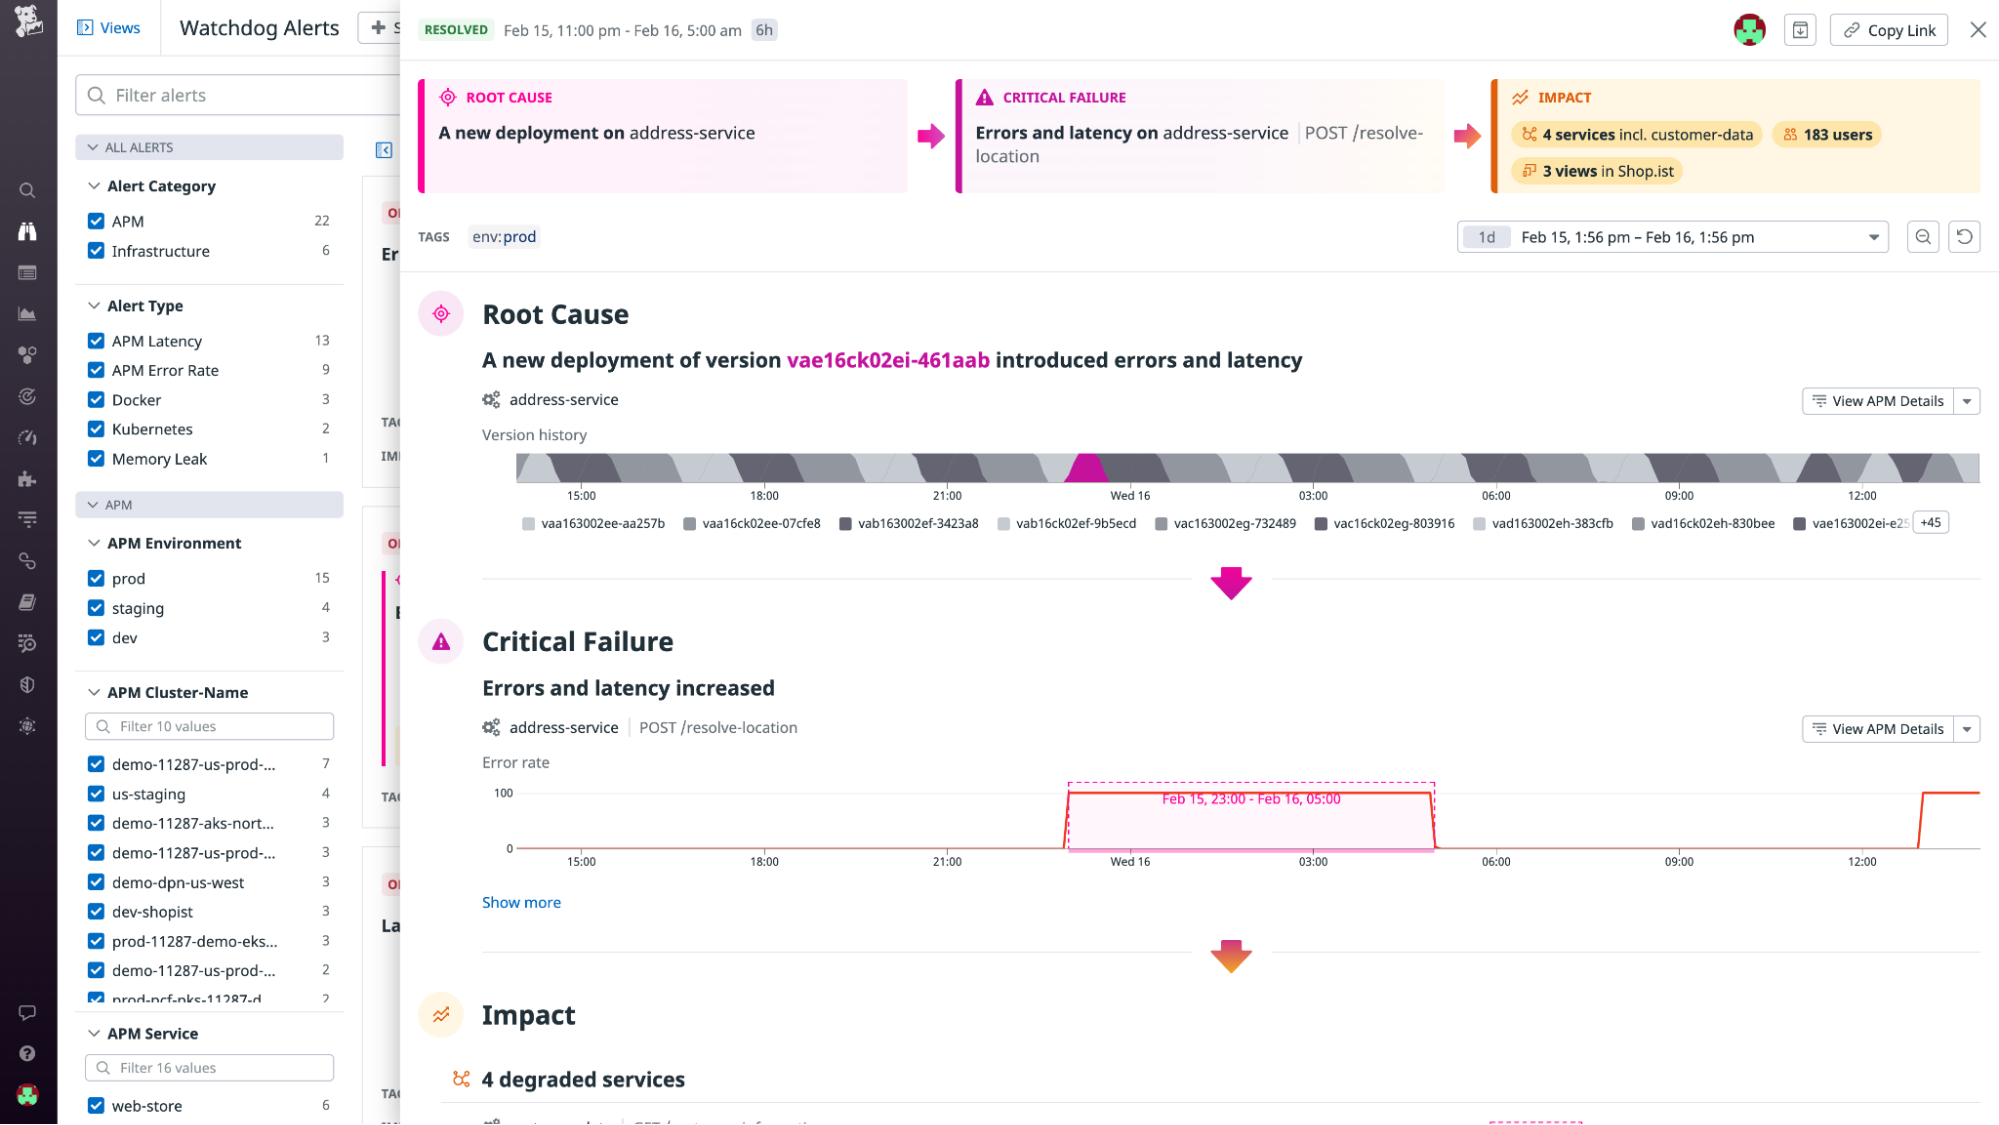 Views
Watchdog Alerts
Filter alerts
ALL ALERTS
Alert Category
APM 22
Infrastructure 6
Alert Type
APM Latency 13
APM Error Rate 9
Docker 3
Kubernetes 2
Memory Leak 1
APM
APM Environment
prod 15
staging 4
dev 3
APM Cluster-Name
Filter 10 values
demo-11287-us-prod-... 7
us-staging 4
demo-11287-aks-nort... 3
demo-11287-us-prod-... 3
demo-dpn-us-west 3
dev-shopist 3
prod-11287-demo-eks... 3
demo-11287-us-prod-... 2
prod-pcf-pks-11287-d 2
APM Service
Filter 16 values
web-store 6
RESOLVED Feb 15, 11:00 pm - Feb 16, 5:00 am 6h
Copy Link
ROOT CAUSE
A new deployment on address-service
CRITICAL FAILURE
Errors and latency on address-service POST /resolve-
location
IMPACT
4 services incl. customer-data 183 users
3 views in Shop.ist
TAGS env:prod
1d Feb 15, 1:56 pm – Feb 16, 1:56 pm
Root Cause
A new deployment of version vae16ck02ei-461aab introduced errors and latency
address-service
View APM Details
Version history
15:00 18:00 21:00 Wed 16 03:00 06:00 09:00 12:00
vaa163002ee-aa257b vaa16ck02ee-07cfe8 vab163002ef-3423a8 vab16ck02ef-9b5ecd vac163002eg-732489 vac16ck02eg-803916 vad163002eh-383cfb vad16ck02eh-830bee vae163002ei-e25 +45
Critical Failure
Errors and latency increased
address-service POST /resolve-location
View APM Details
Error rate
100
Feb 15, 23:00 - Feb 16, 05:00
0
15:00 18:00 21:00 Wed 16 03:00 06:00 09:00 12:00
Show more
Impact
4 degraded services